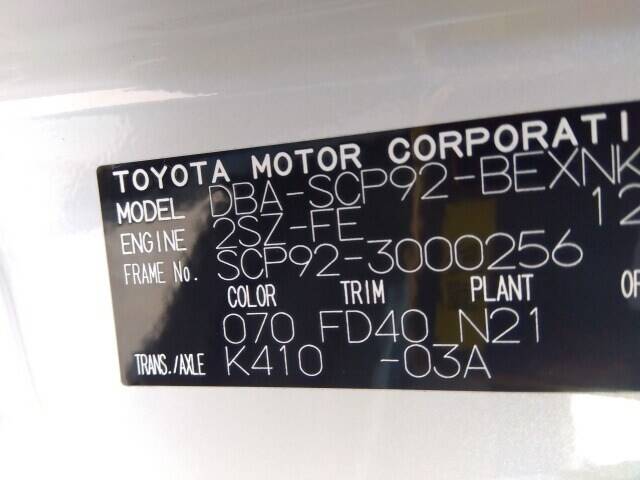 TOYOTA MOTOR CORPORATI
MODEL DBA-SCP92-BEXNK
ENGINE 2SZ-FE 12
FRAME No. SCP92-3000256
COLOR TRIM PLANT OP
070 FD40 N21
TRANS./AXLE K410 -03A